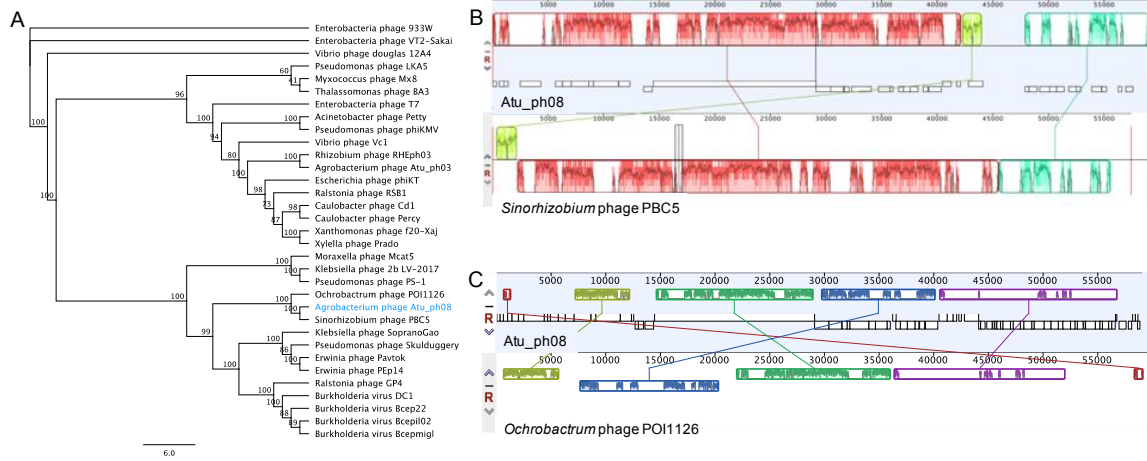 A
Enterobacteria phage 933W
Enterobacteria phage VT2-Sakai
Vibrio phage douglas 12A4
Pseudomonas phage LKA5
Myxococcus phage Mx8
Thalassomonas phage BA3
Enterobacteria phage T7
Acinetobacter phage Petty
Pseudomonas phage phiKMV
Vibrio phage Vc1
Rhizobium phage RHEph03
Agrobacterium phage Atu_ph03
Escherichia phage phiKT
Ralstonia phage RSB1
Caulobacter phage Cd1
Caulobacter phage Percy
Xanthomonas phage f20-Xaj
Xylella phage Prado
Moraxella phage Mcat5
Klebsiella phage 2b LV-2017
Pseudomonas phage PS-1
Ochrobactrum phage POI1126
Agrobacterium phage Atu_ph08
Sinorhizobium phage PBC5
Klebsiella phage SopranoGao
Pseudomonas phage Skulduggery
Erwinia phage Pavtok
Erwinia phage PEp14
Ralstonia phage GP4
Burkholderia virus DC1
Burkholderia virus Bcep22
Burkholderia virus Bcepil02
Burkholderia virus Bcepmigl
60
41
96
100
100
94
80
100
100
98
73
98
87
100
100
100
100
100
100
100
100
100
99
100
86
100
100
100
88
89
6.0
B
5000 10000 15000 20000 25000 30000 35000 40000 45000 50000 55000
R
Atu_ph08
5000 10000 15000 20000 25000 30000 35000 40000 45000 50000 55000
R
Sinorhizobium phage PBC5
C
5000 10000 15000 20000 25000 30000 35000 40000 45000 50000 55000
R
Atu_ph08
5000 10000 15000 20000 25000 30000 35000 40000 45000 50000 55000
R
Ochrobactrum phage POI1126